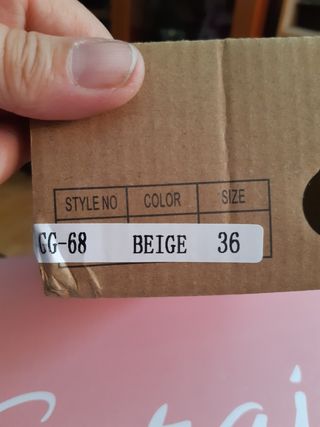 STYLE NO COLOR SIZE
GG-68 BEIGE 36